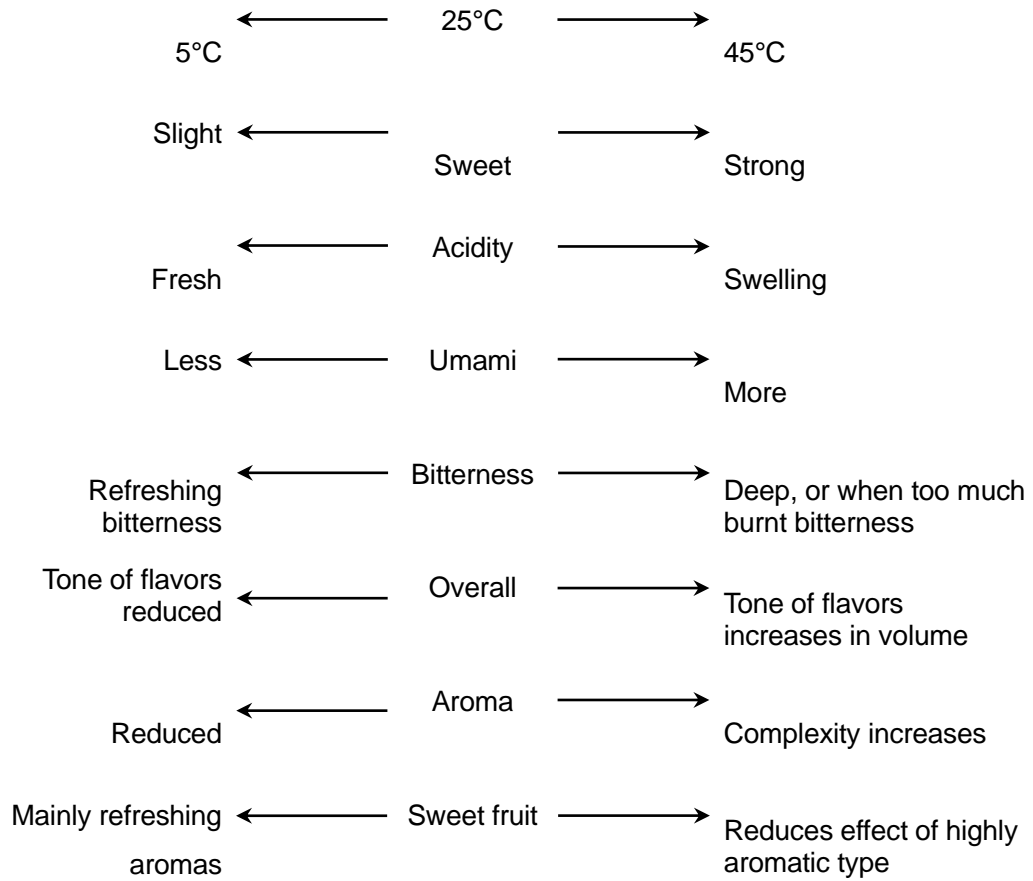 25°C
5°C
45°C
Slight
Sweet
Strong
Acidity
Fresh
Swelling
Less
Umami
More
Bitterness
Refreshing
bitterness
Deep, or when too much
burnt bitterness
Tone of flavors
reduced
Overall
Tone of flavors
increases in volume
Aroma
Reduced
Complexity increases
Mainly refreshing
aromas
Sweet fruit
Reduces effect of highly
aromatic type